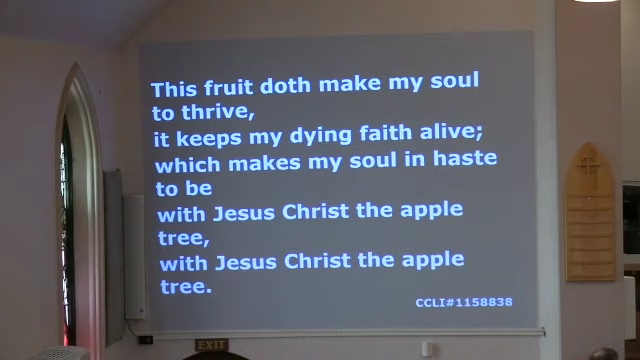 This fruit doth make my soul
to thrive,
it keeps my dying faith alive;
which makes my soul in haste
to be
with Jesus Christ the apple
tree,
with Jesus Christ the apple
tree.
CCLI#1158838
EXIT